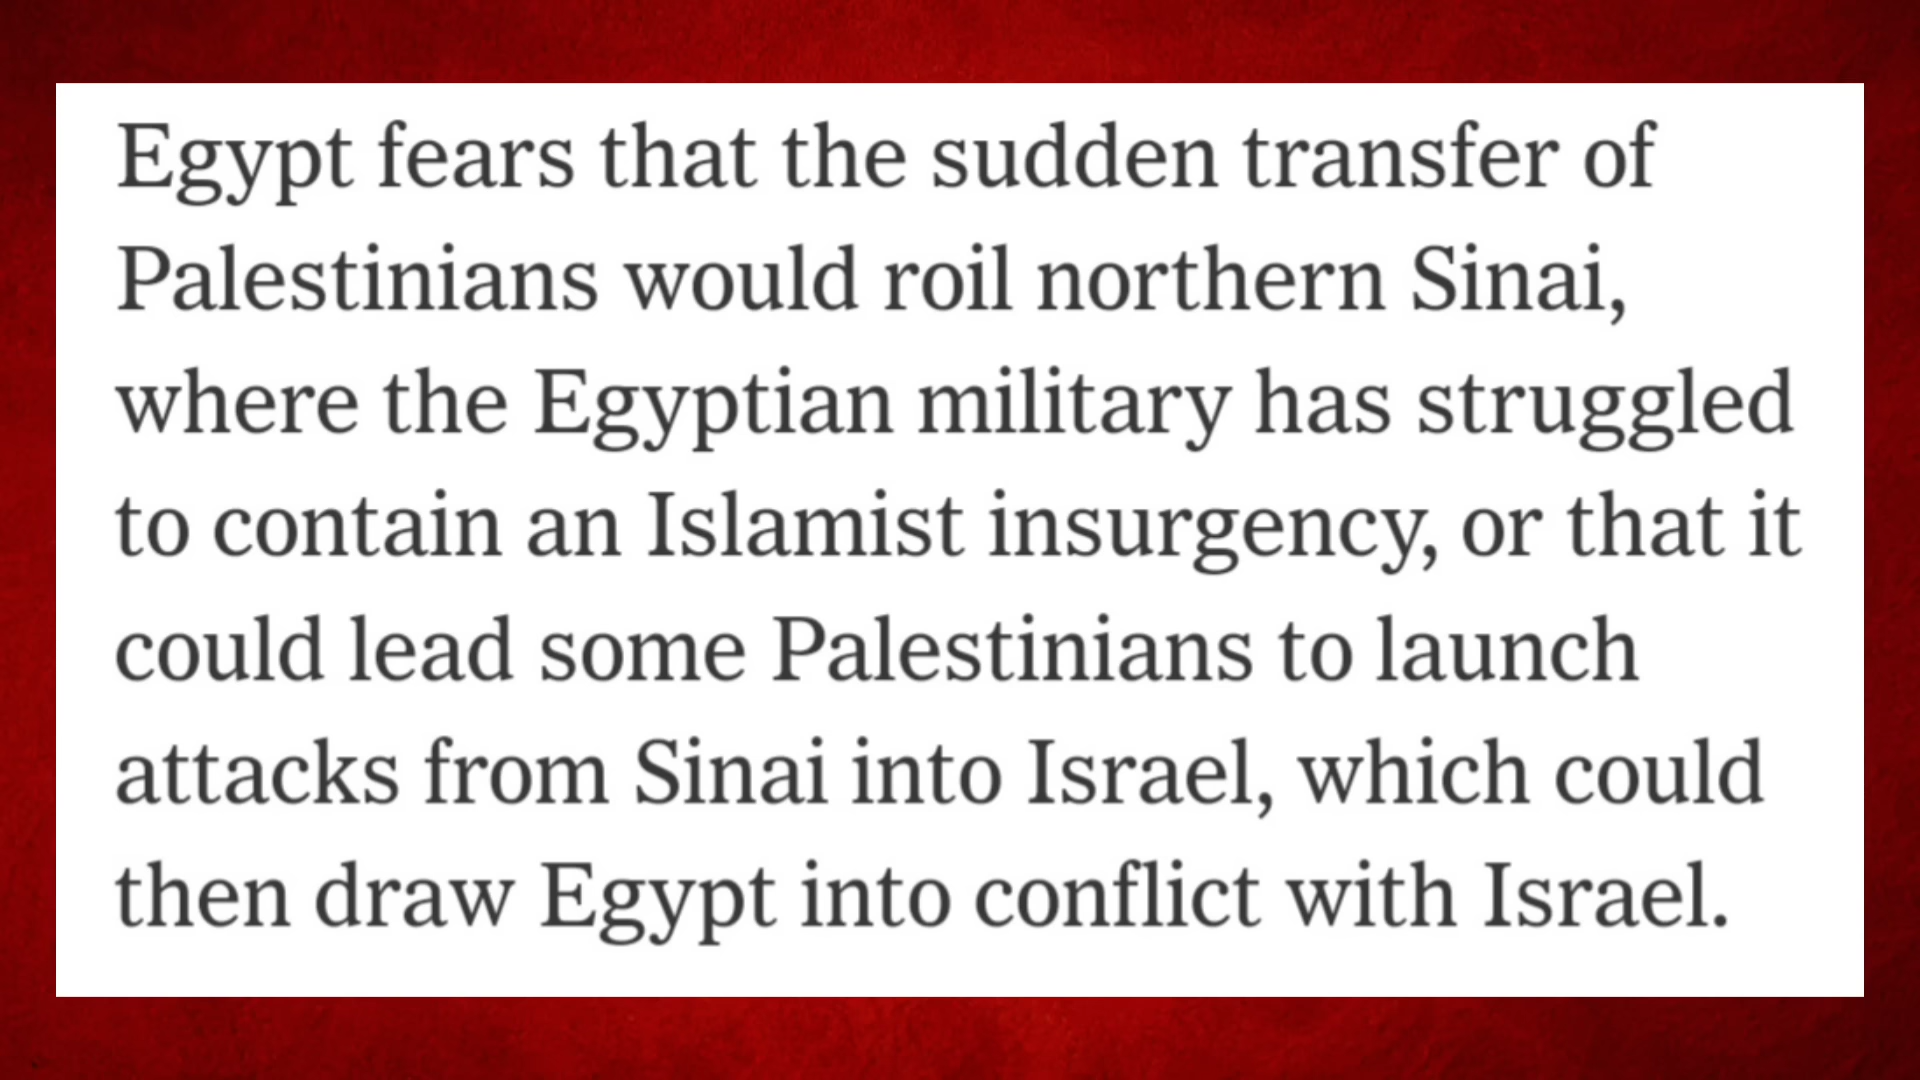 Egypt fears that the sudden transfer of
Palestinians would roil northern Sinai,
where the Egyptian military has struggled
to contain an Islamist insurgency, or that it
could lead some Palestinians to launch
attacks from Sinai into Israel, which could
then draw Egypt into conflict with Israel.